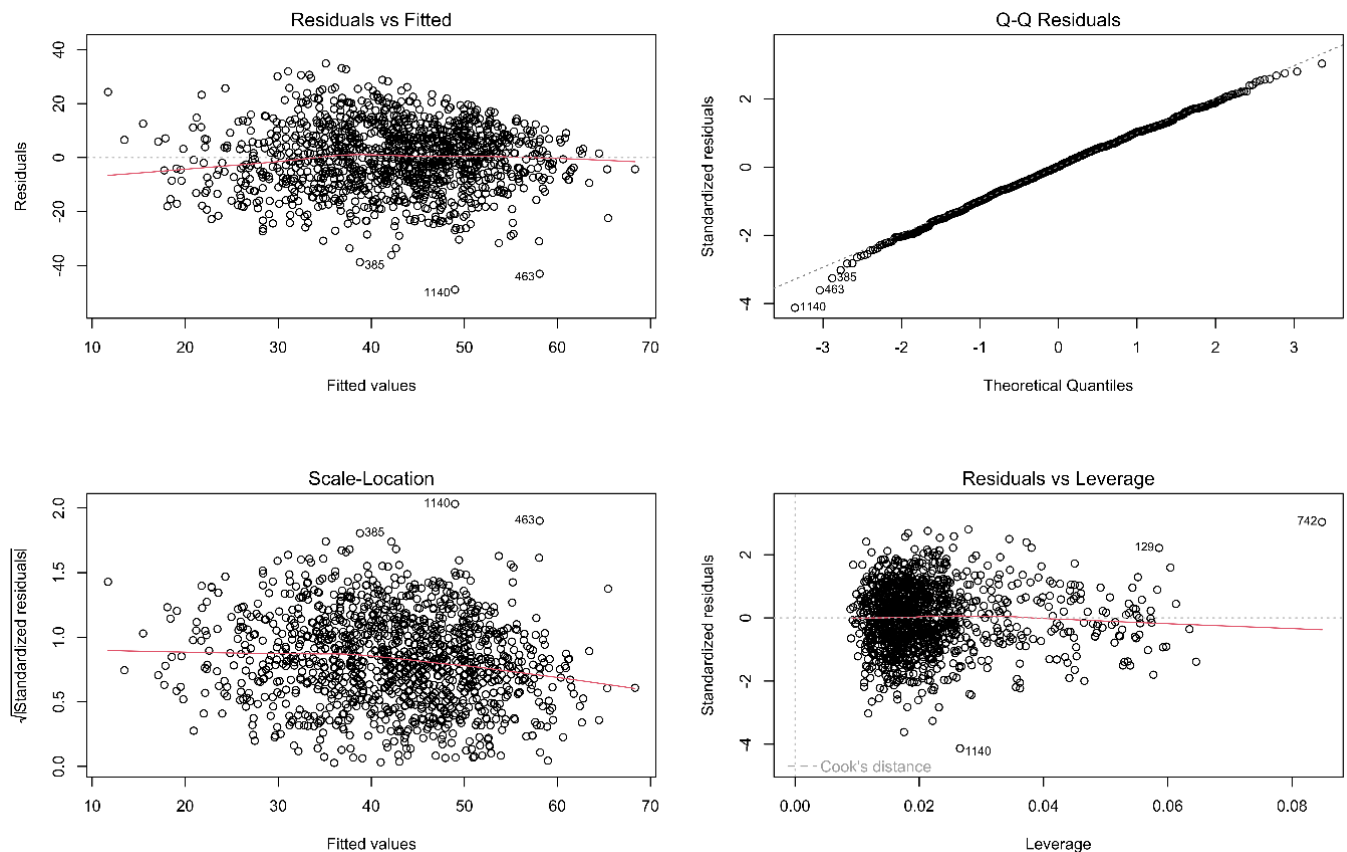 Residuals vs Fitted
Residuals
40
20
0
-20
-40
385
463
1140
10 20 30 40 50 60 70
Fitted values
Q-Q Residuals
Standardized residuals
2
0
-2
-4
385
463
1140
-3 -2 -1 0 1 2 3
Theoretical Quantiles
Scale-Location
√|Standardized residuals|
2.0
1.5
1.0
0.5
0.0
1140
463
385
10 20 30 40 50 60 70
Fitted values
Residuals vs Leverage
Standardized residuals
2
0
-2
-4
742
129
1140
Cook's distance
0.00 0.02 0.04 0.06 0.08
Leverage